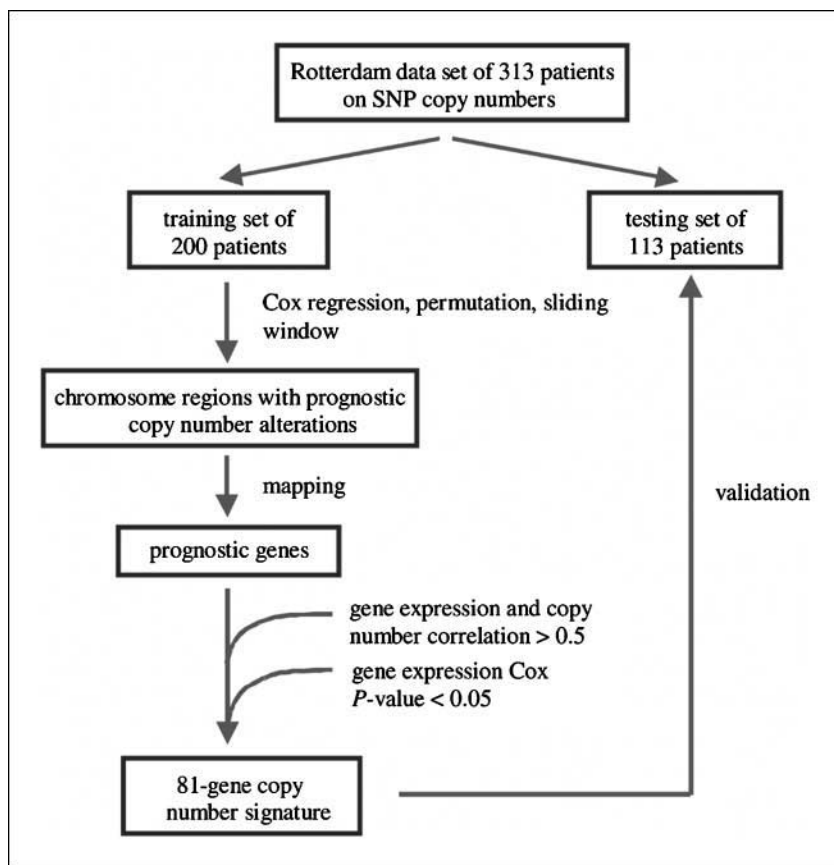 Rotterdam data set of 313 patients
on SNP copy numbers
training set of
200 patients
testing set of
113 patients
Cox regression, permutation, sliding
window
chromosome regions with prognostic
copy number alterations
mapping
validation
prognostic genes
gene expression and copy
number correlation > 0.5
gene expression Cox
P-value < 0.05
81-gene copy
number signature